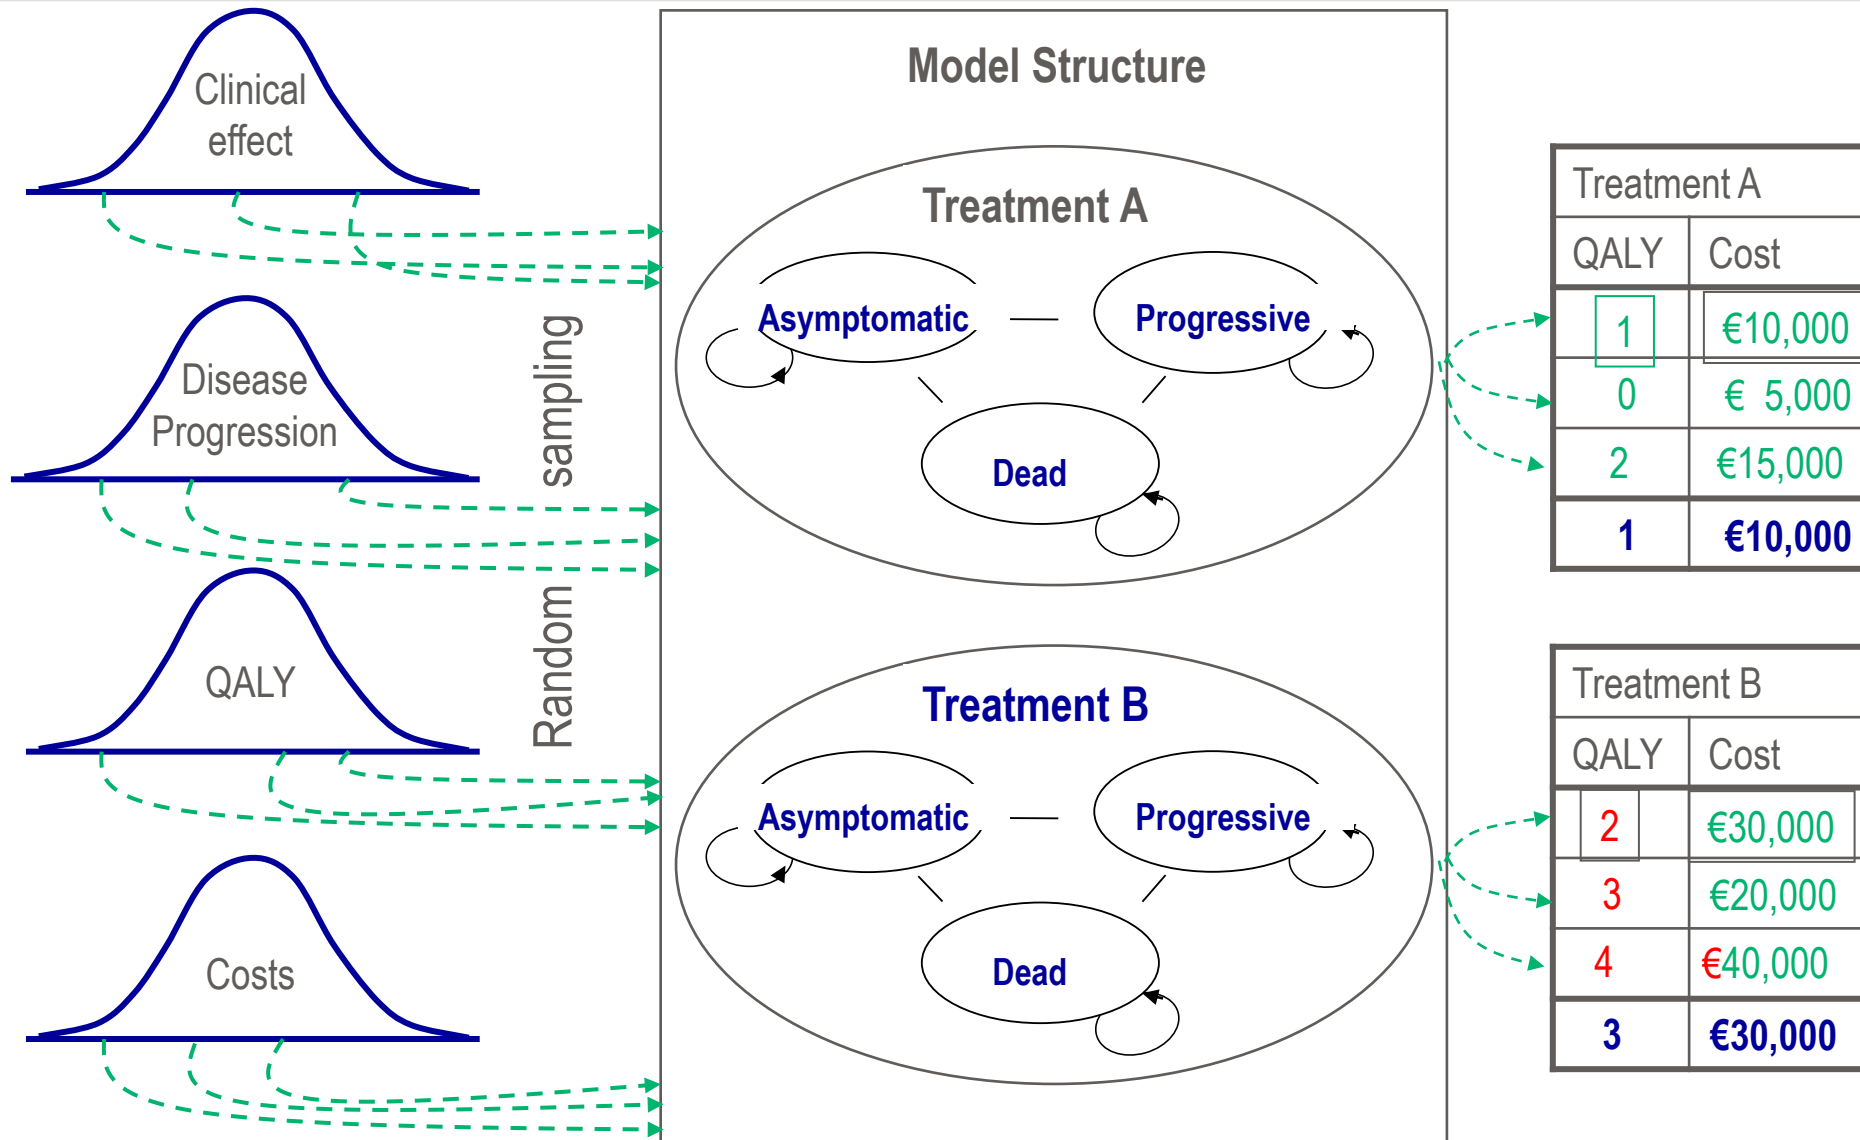 Clinical
effect
Disease
Progression
QALY
Costs
Random sampling
Model Structure
Treatment A
Asymptomatic
Progressive
Dead
Treatment B
Asymptomatic
Progressive
Dead
Treatment A
QALY Cost
1 €10,000
0 € 5,000
2 €15,000
1 €10,000
Treatment B
QALY Cost
2 €30,000
3 €20,000
4 €40,000
3 €30,000